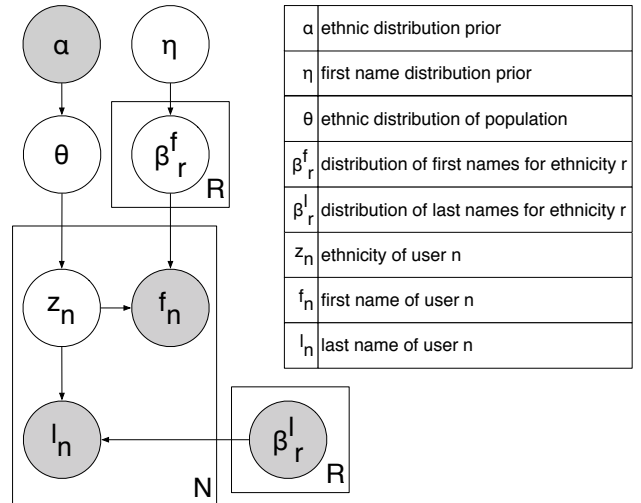 α
η
θ
β^f_r
R
z_n
f_n
l_n
β^l_r
R
N
α ethnic distribution prior
η first name distribution prior
θ ethnic distribution of population
β^f_r distribution of first names for ethnicity r
β^l_r distribution of last names for ethnicity r
z_n ethnicity of user n
f_n first name of user n
l_n last name of user n